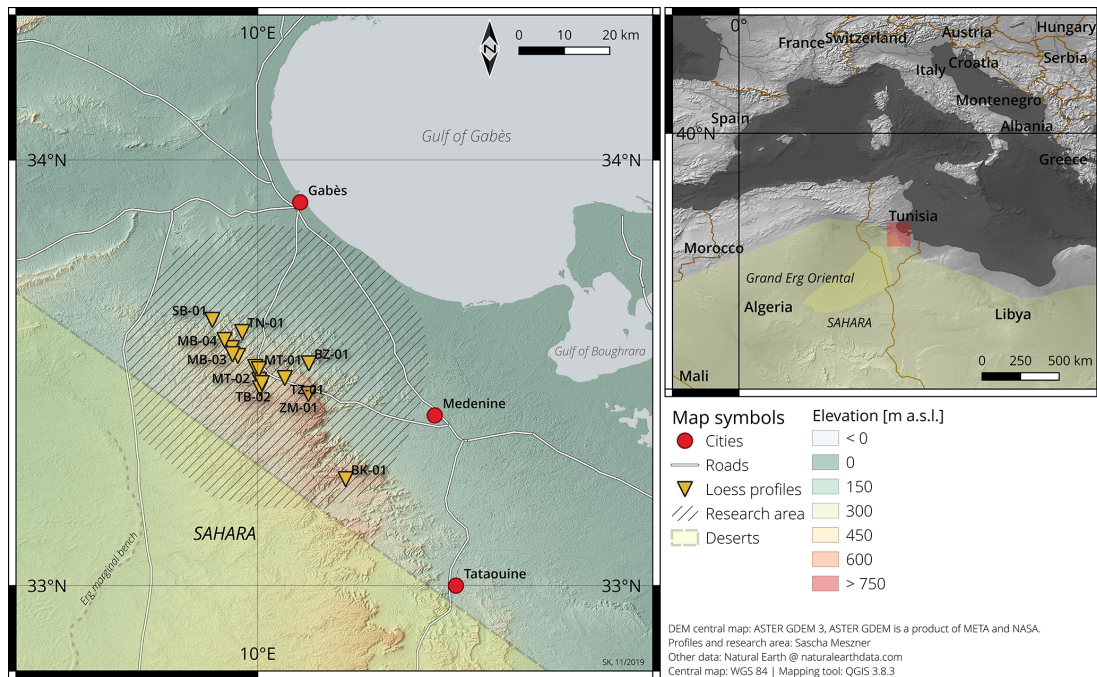 10°E
0 10 20 km
N
Gulf of Gabès
34°N 34°N
Gabès
SB-01
TN-01
MB-04
MB-03
MT-01
BZ-01
MT-02
TZ-01
TB-02
ZM-01
Gulf of Boughrara
Medenine
BK-01
SAHARA
Erg marginal bench
Tataouine
33°N 33°N
10°E
SK, 11/2019
0°
France
Switzerland
Austria
Hungary
Italy
Croatia
Serbia
Montenegro
Spain
Albania
40°N
Greece
Tunisia
Morocco
Grand Erg Oriental
Algeria
Libya
SAHARA
0 250 500 km
Mali
Map symbols
Cities
Roads
Loess profiles
Research area
Deserts
Elevation [m a.s.l.]
< 0
0
150
300
450
600
> 750
DEM central map: ASTER GDEM 3, ASTER GDEM is a product of META and NASA.
Profiles and research area: Sascha Meszner
Other data: Natural Earth @ naturalearthdata.com
Central map: WGS 84 | Mapping tool: QGIS 3.8.3